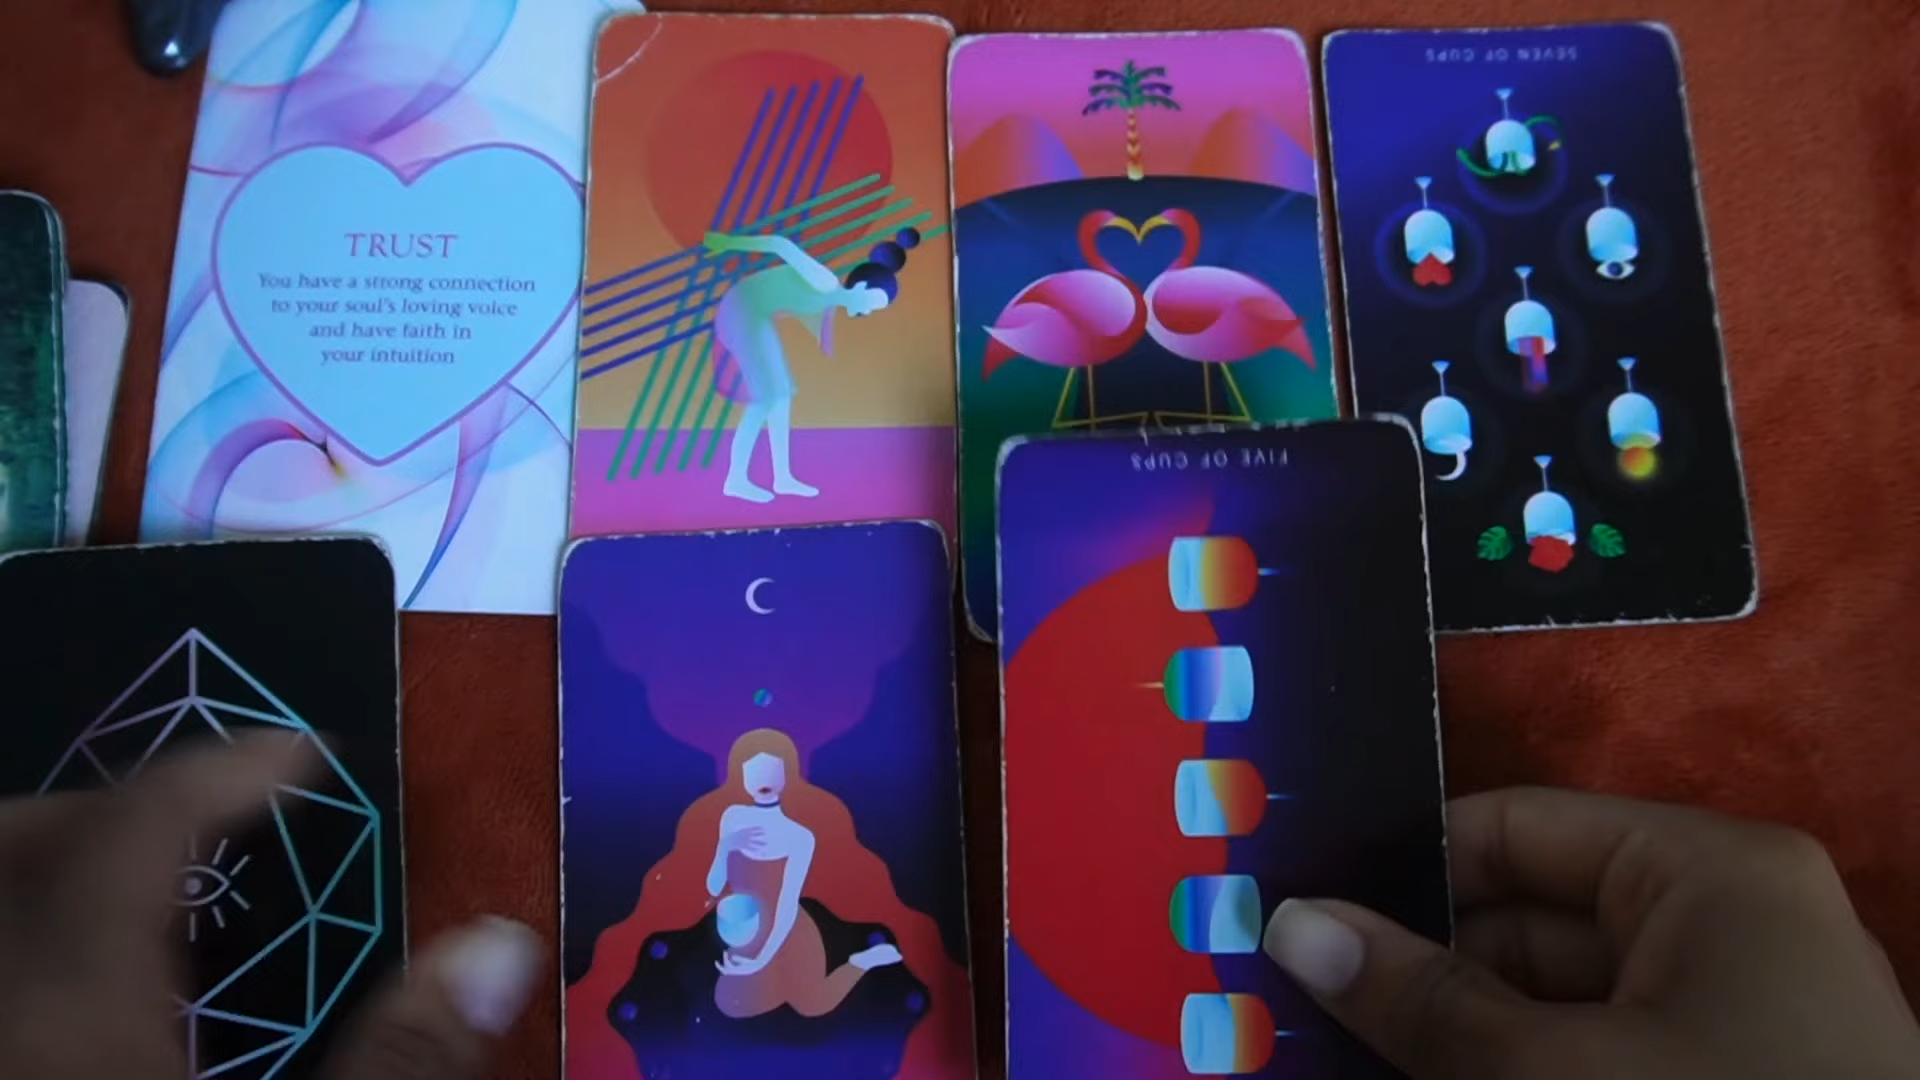 TRUST
You have a strong connection
to your soul's loving voice
and have faith in
your intuition
SEVEN OF CUPS
FIVE OF CUPS